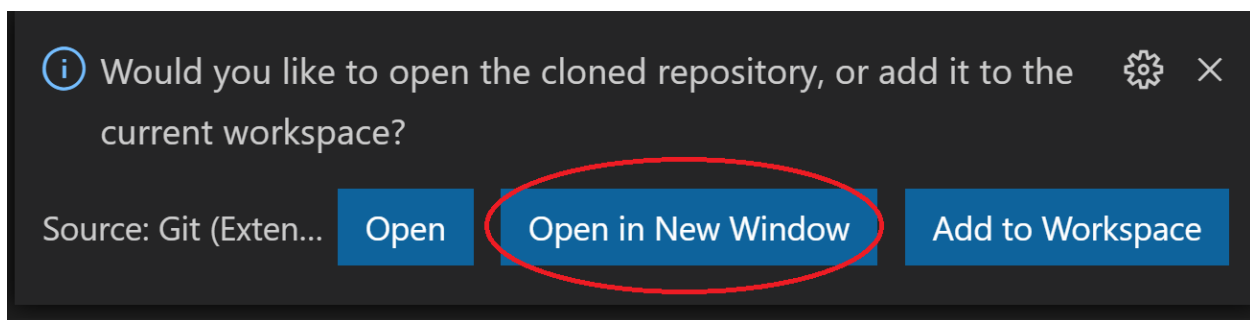 Would you like to open the cloned repository, or add it to the
current workspace?
Source: Git (Exten... Open Open in New Window Add to Workspace